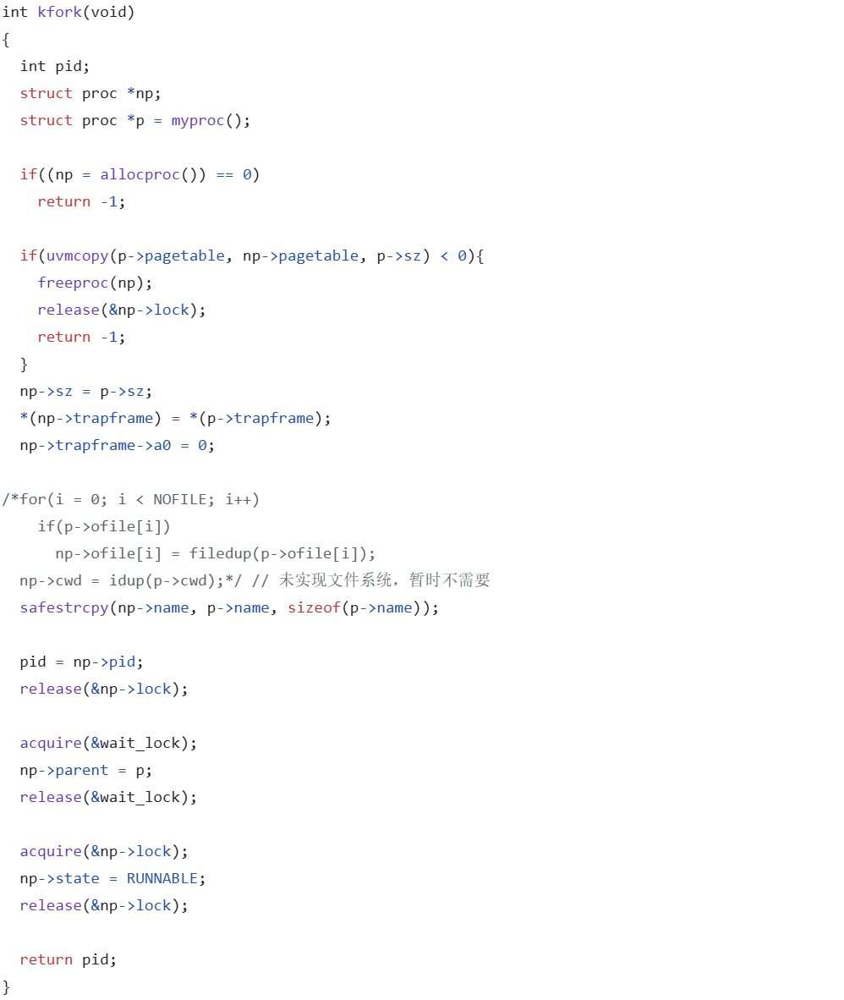 int kfork(void)
{
  int pid;
  struct proc *np;
  struct proc *p = myproc();

  if((np = allocproc()) == 0)
    return -1;

  if(uvmcopy(p->pagetable, np->pagetable, p->sz) < 0){
    freeproc(np);
    release(&np->lock);
    return -1;
  }
  np->sz = p->sz;
  *(np->trapframe) = *(p->trapframe);
  np->trapframe->a0 = 0;

/*for(i = 0; i < NOFILE; i++)
    if(p->ofile[i])
      np->ofile[i] = filedup(p->ofile[i]);
  np->cwd = idup(p->cwd);*/ // 未实现文件系统，暂时不需要
  safestrcpy(np->name, p->name, sizeof(p->name));

  pid = np->pid;
  release(&np->lock);

  acquire(&wait_lock);
  np->parent = p;
  release(&wait_lock);

  acquire(&np->lock);
  np->state = RUNNABLE;
  release(&np->lock);

  return pid;
}